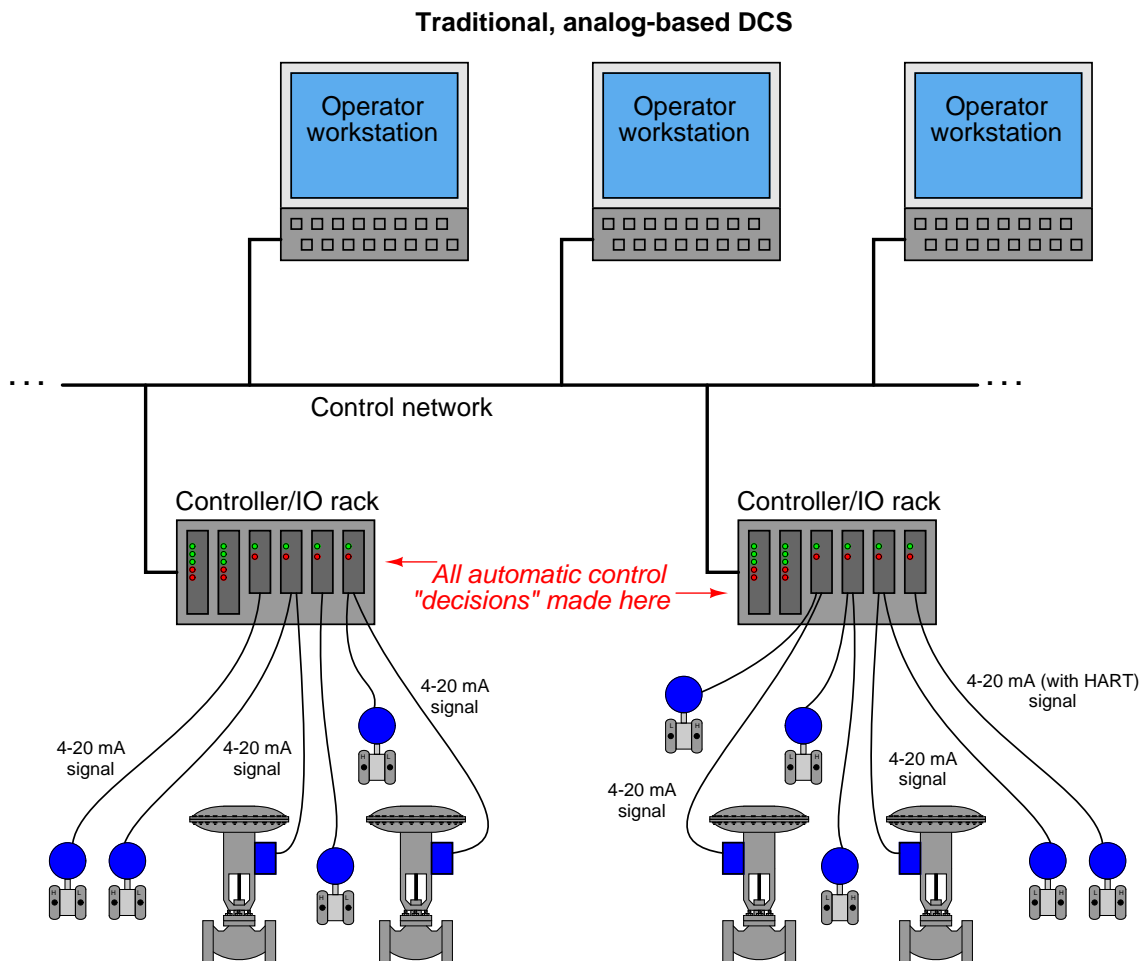 Traditional, analog-based DCS
Operator
workstation
Operator
workstation
Operator
workstation
. . .
. . .
Control network
Controller/IO rack
Controller/IO rack
All automatic control
"decisions" made here
4-20 mA
signal
4-20 mA
signal
4-20 mA
signal
4-20 mA (with HART)
signal
4-20 mA
signal
4-20 mA
signal
H L
L H
L H
H L
H L
H L
L H
H L
L H